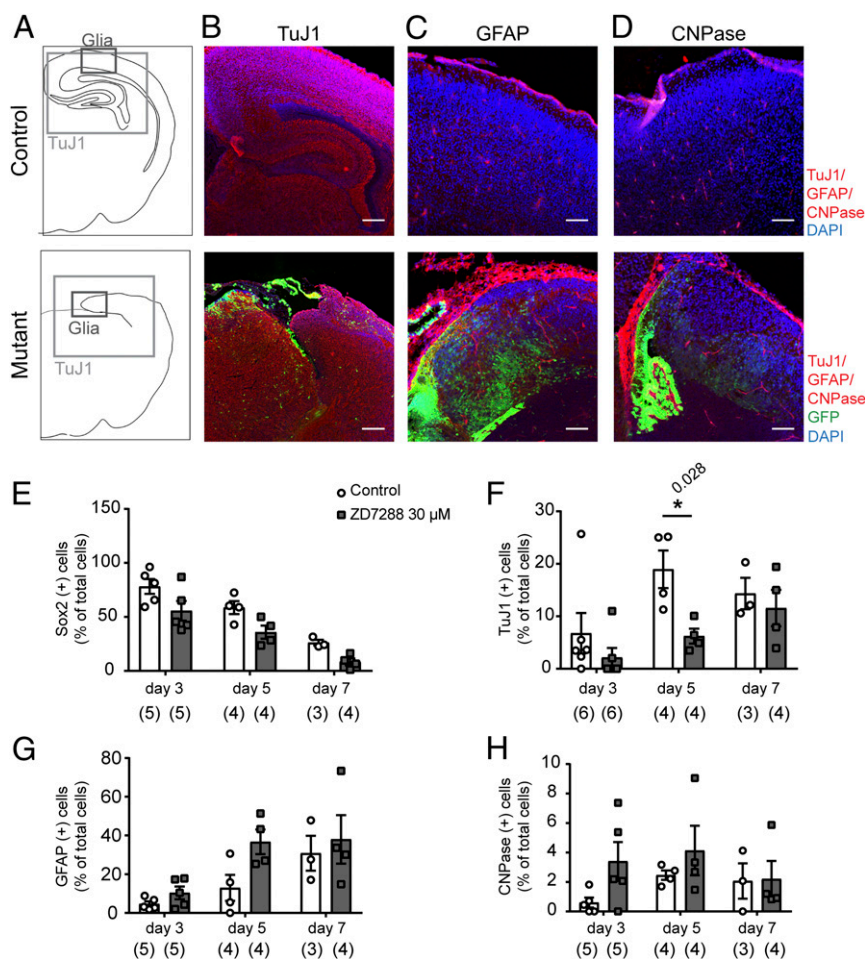 A
B
TuJ1
C
GFAP
D
CNPase
Control
Glia
TuJ1
TuJ1/
GFAP/
CNPase
DAPI
Mutant
Glia
TuJ1
TuJ1/
GFAP/
CNPase
GFP
DAPI
E
Control
ZD7288 30 µM
Sox2 (+) cells
(% of total cells)
100
50
0
day 3
day 5
day 7
(5) (5)
(4) (4)
(3) (4)
F
0.028
*
TuJ1 (+) cells
(% of total cells)
30
20
10
0
day 3
day 5
day 7
(6) (6)
(4) (4)
(3) (4)
G
GFAP (+) cells
(% of total cells)
80
60
40
20
0
day 3
day 5
day 7
(5) (5)
(4) (4)
(3) (4)
H
CNPase (+) cells
(% of total cells)
10
8
6
4
2
0
day 3
day 5
day 7
(5) (5)
(4) (4)
(3) (4)